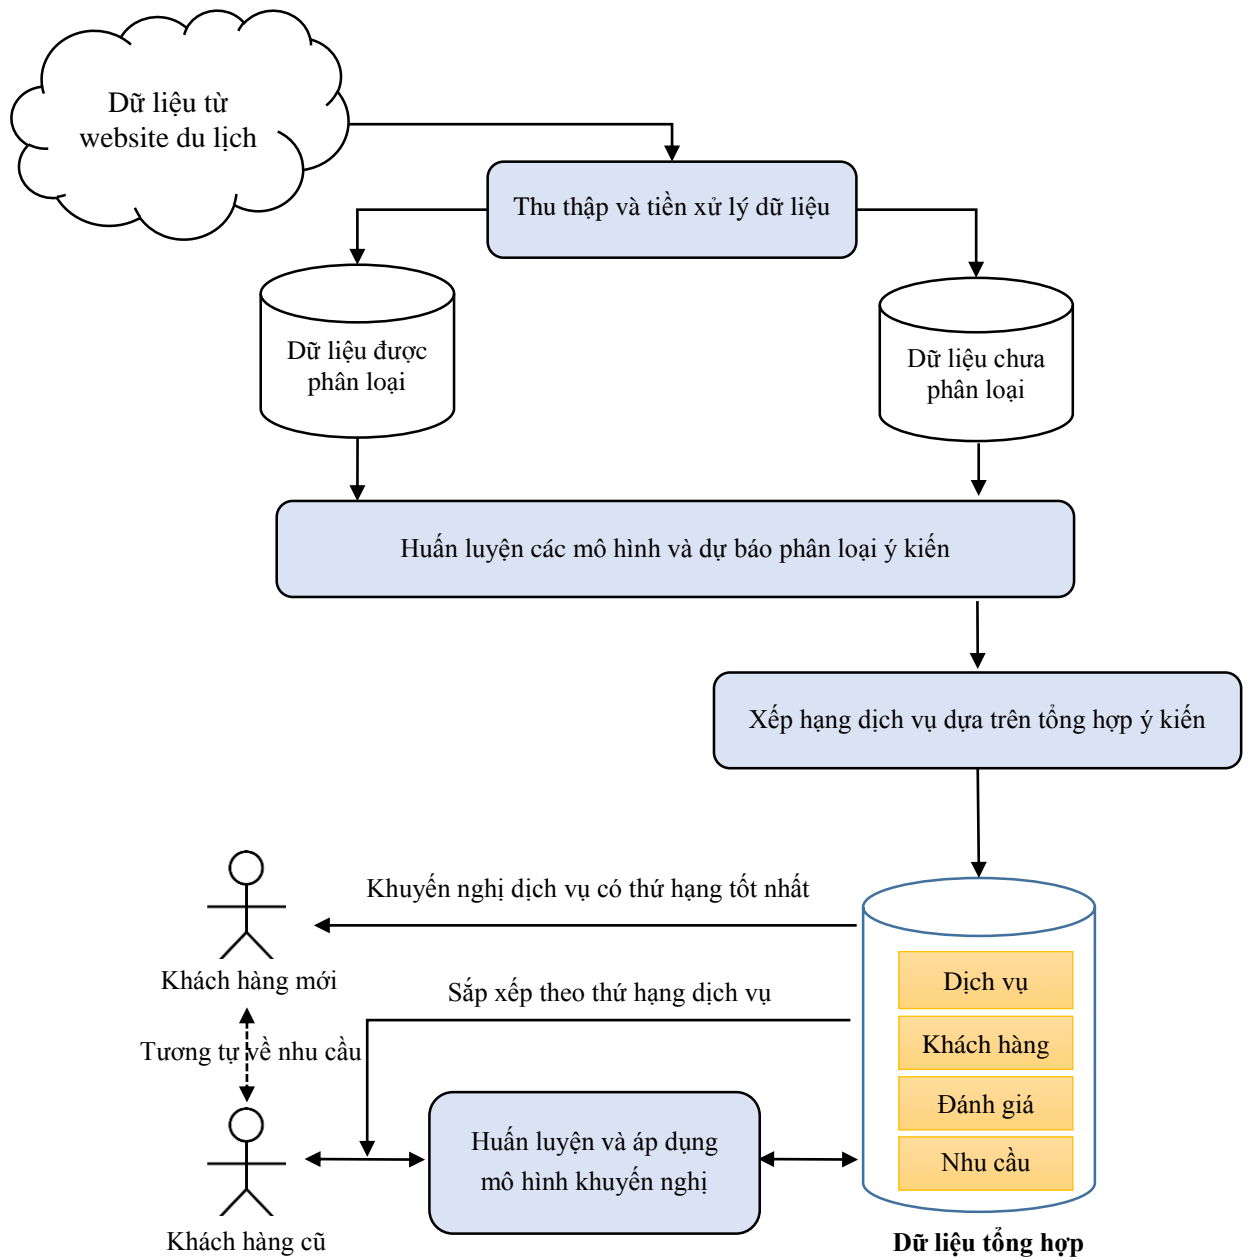 Dữ liệu từ
website du lịch
Thu thập và tiền xử lý dữ liệu
Dữ liệu được
phân loại
Dữ liệu chưa
phân loại
Huấn luyện các mô hình và dự báo phân loại ý kiến
Xếp hạng dịch vụ dựa trên tổng hợp ý kiến
Khuyến nghị dịch vụ có thứ hạng tốt nhất
Khách hàng mới
Sắp xếp theo thứ hạng dịch vụ
Tương tự về nhu cầu
Huấn luyện và áp dụng
mô hình khuyến nghị
Khách hàng cũ
Dịch vụ
Khách hàng
Đánh giá
Nhu cầu
Dữ liệu tổng hợp